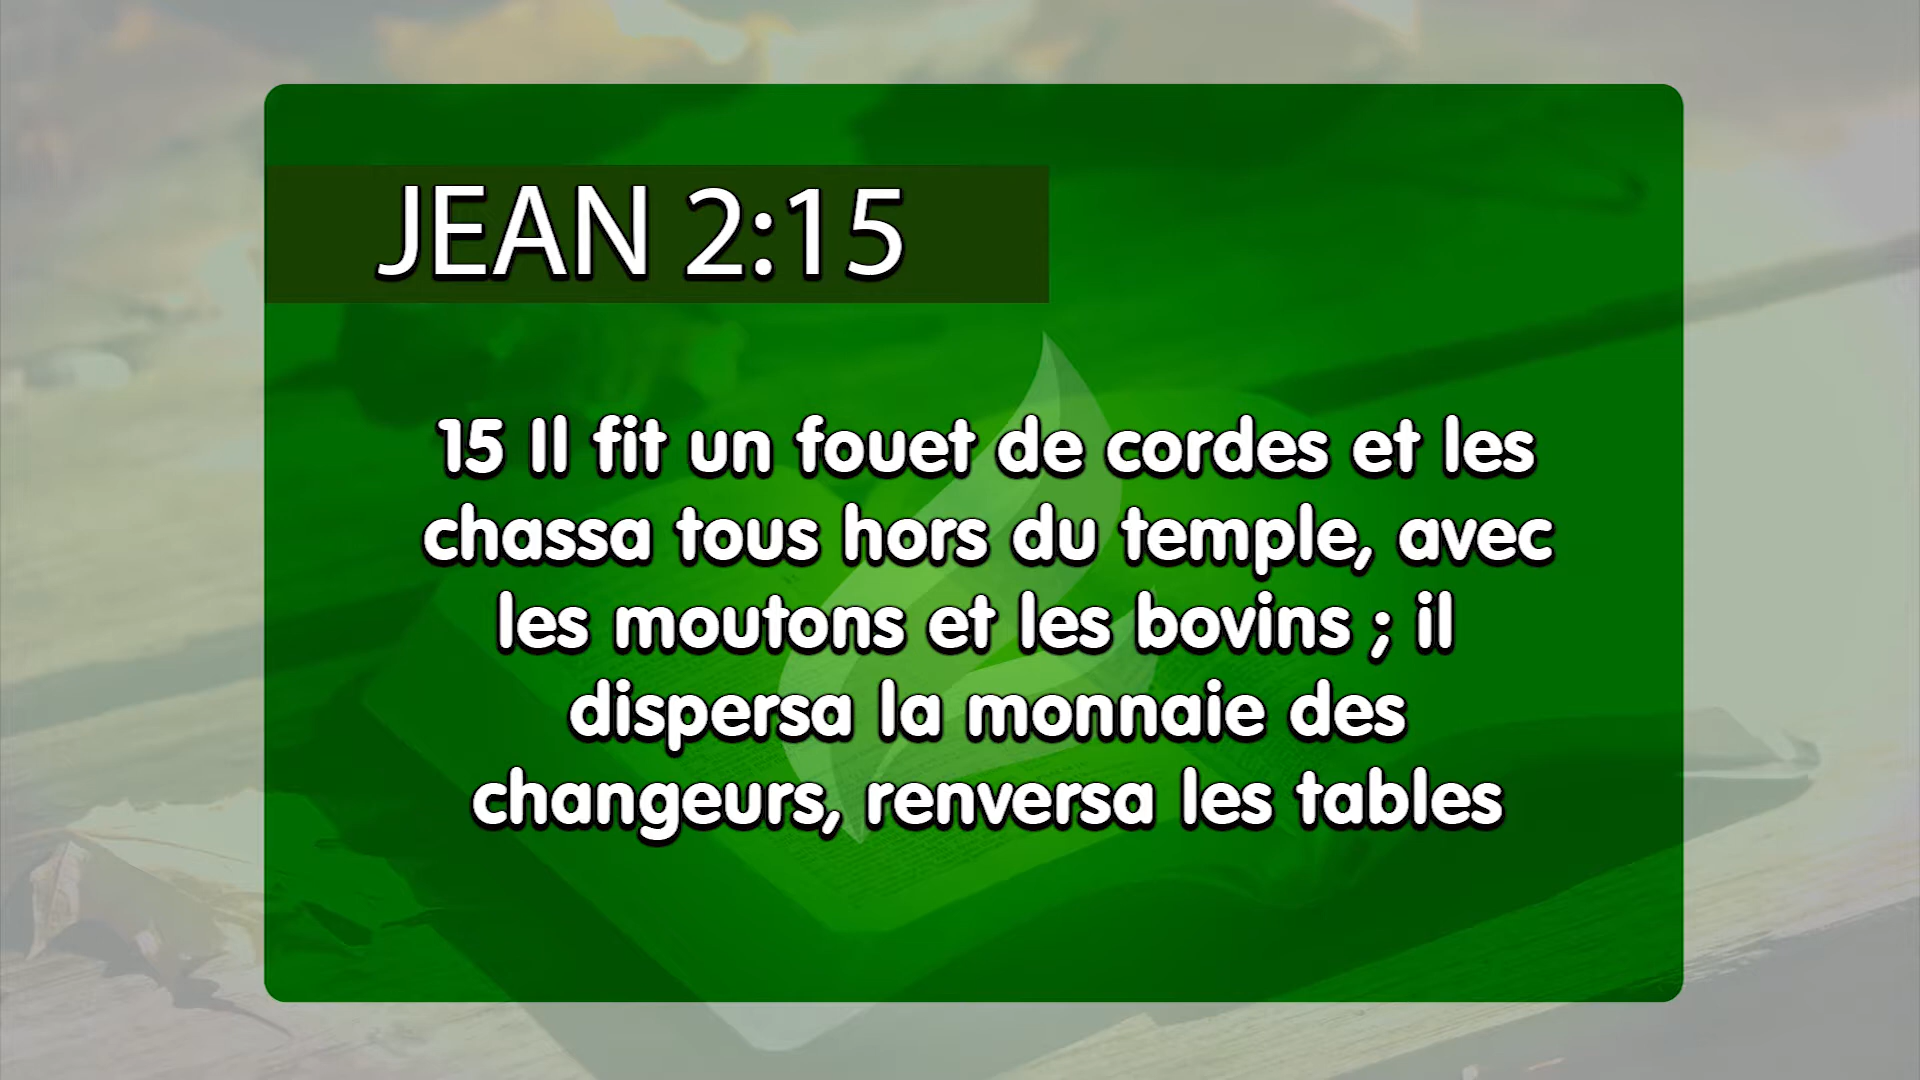 JEAN 2:15
15 Il fit un fouet de cordes et les
chassa tous hors du temple, avec
les moutons et les bovins ; il
dispersa la monnaie des
changeurs, renversa les tables